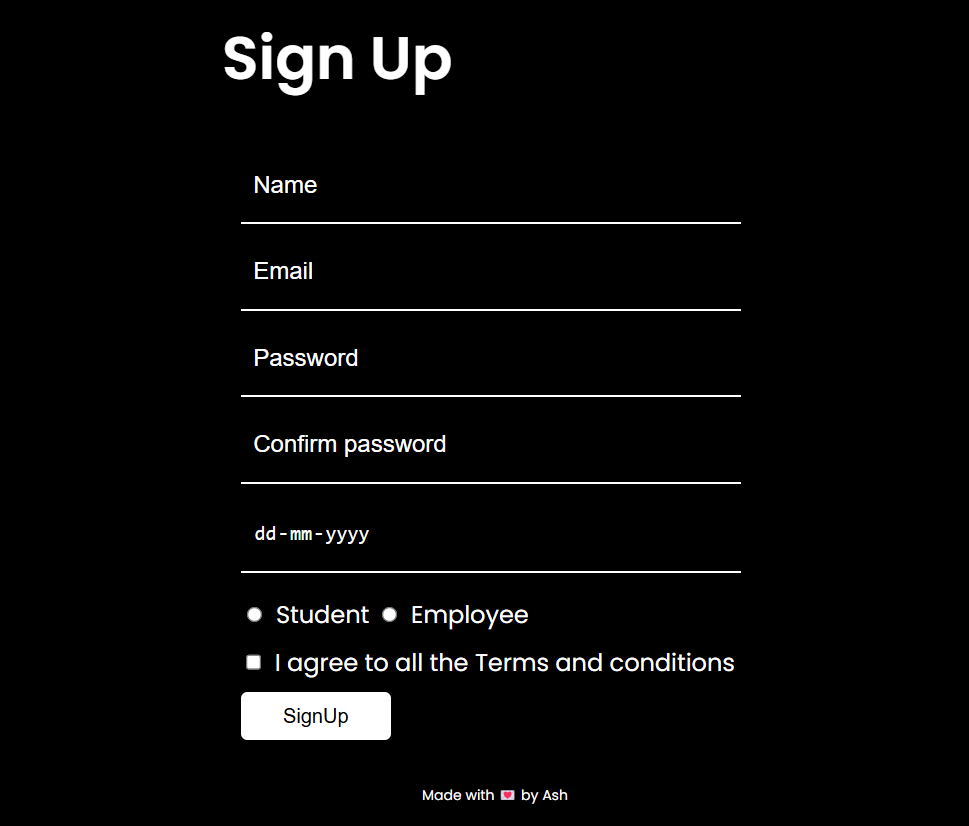 Sign Up
Name
Email
Password
Confirm password
dd-mm-yyyy
Student Employee
I agree to all the Terms and conditions
SignUp
Made with 💌 by Ash